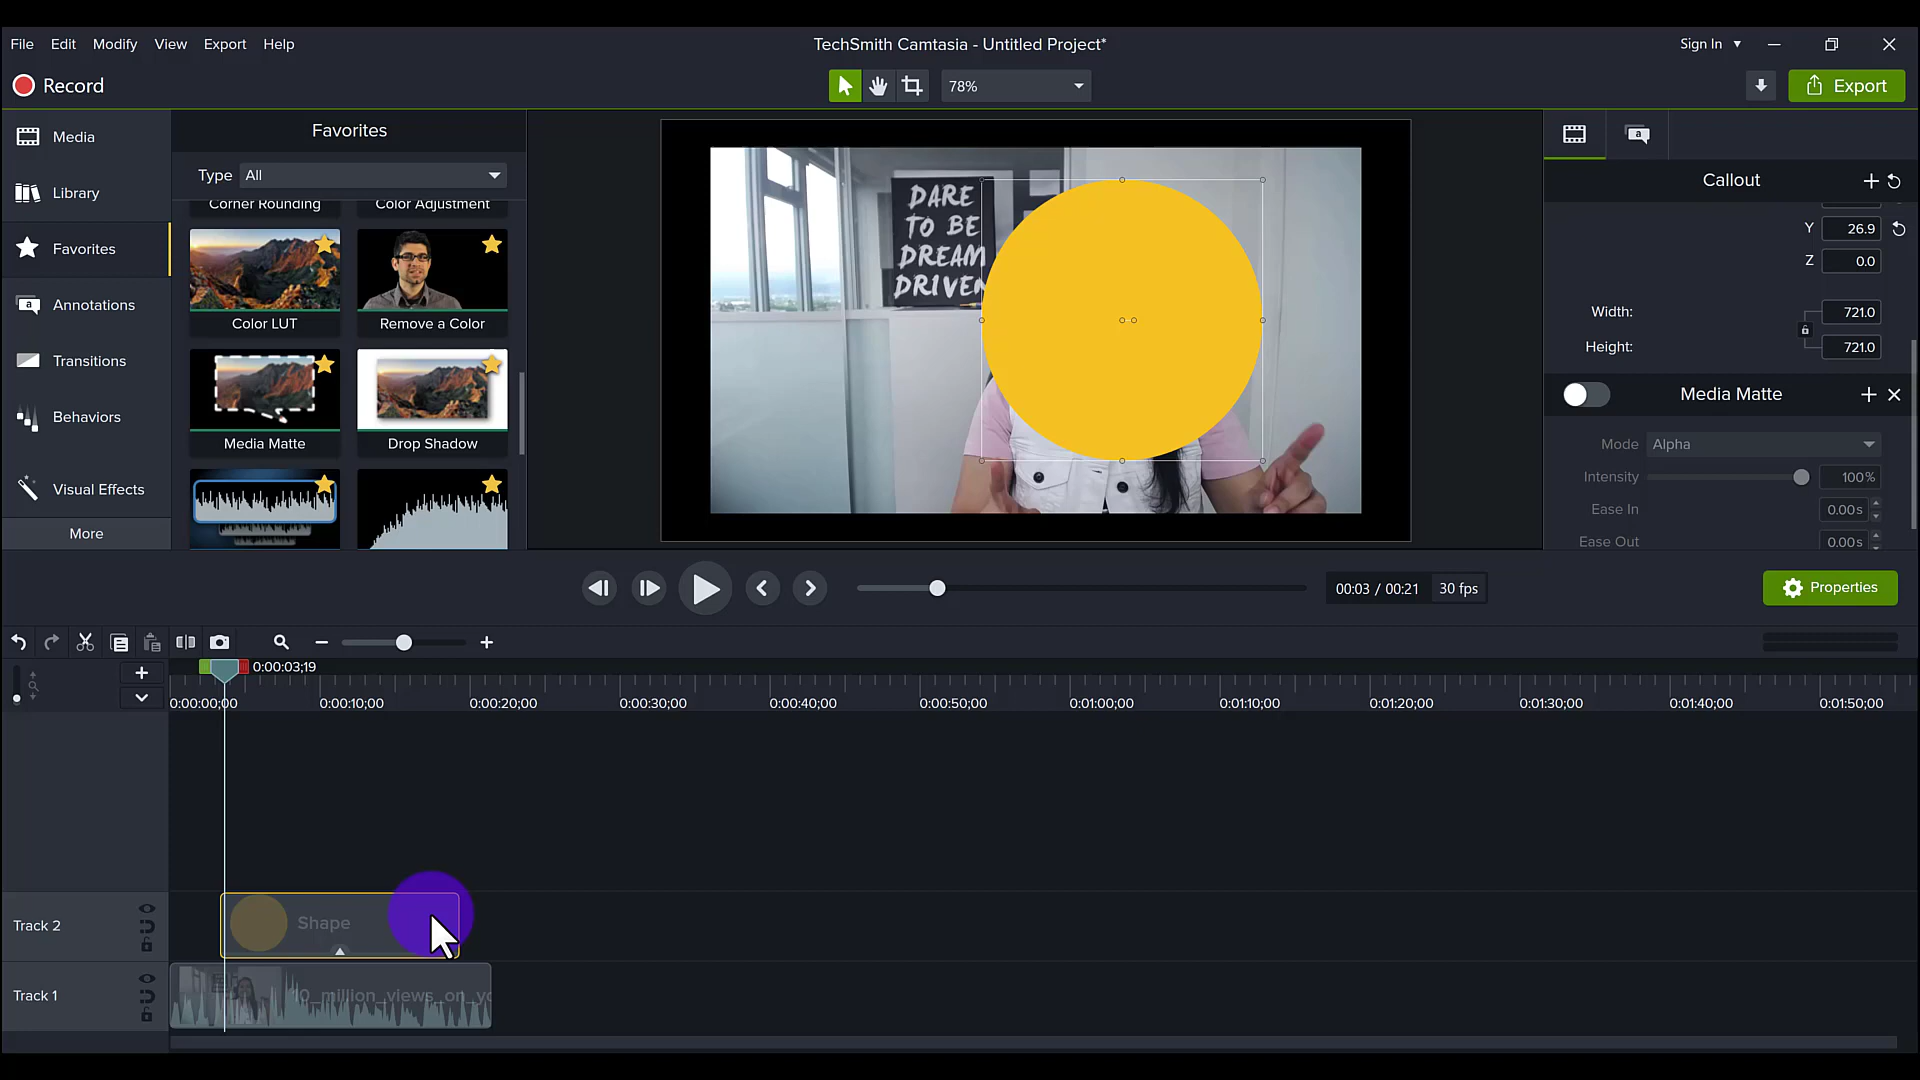 File Edit Modify View Export Help
TechSmith Camtasia - Untitled Project*
Sign In
Record
78%
Export
Media
Library
Favorites
Annotations
Transitions
Behaviors
Visual Effects
More
Favorites
Type All
Corner Rounding Color Adjustment
Color LUT Remove a Color
Media Matte Drop Shadow
DARE
TO BE
DREAM
DRIVEN
Callout
Y 26.9
Z 0.0
Width: 721.0
Height: 721.0
Media Matte
Mode Alpha
Intensity 100%
Ease In 0.00s
Ease Out 0.00s
00:03 / 00:21 30 fps
Properties
0:00:03;19
0:00:00;00 0:00:10;00 0:00:20;00 0:00:30;00 0:00:40;00 0:00:50;00 0:01:00;00 0:01:10;00 0:01:20;00 0:01:30;00 0:01:40;00 0:01:50;00
Track 2
Shape
Track 1
10_million_views_on_yo